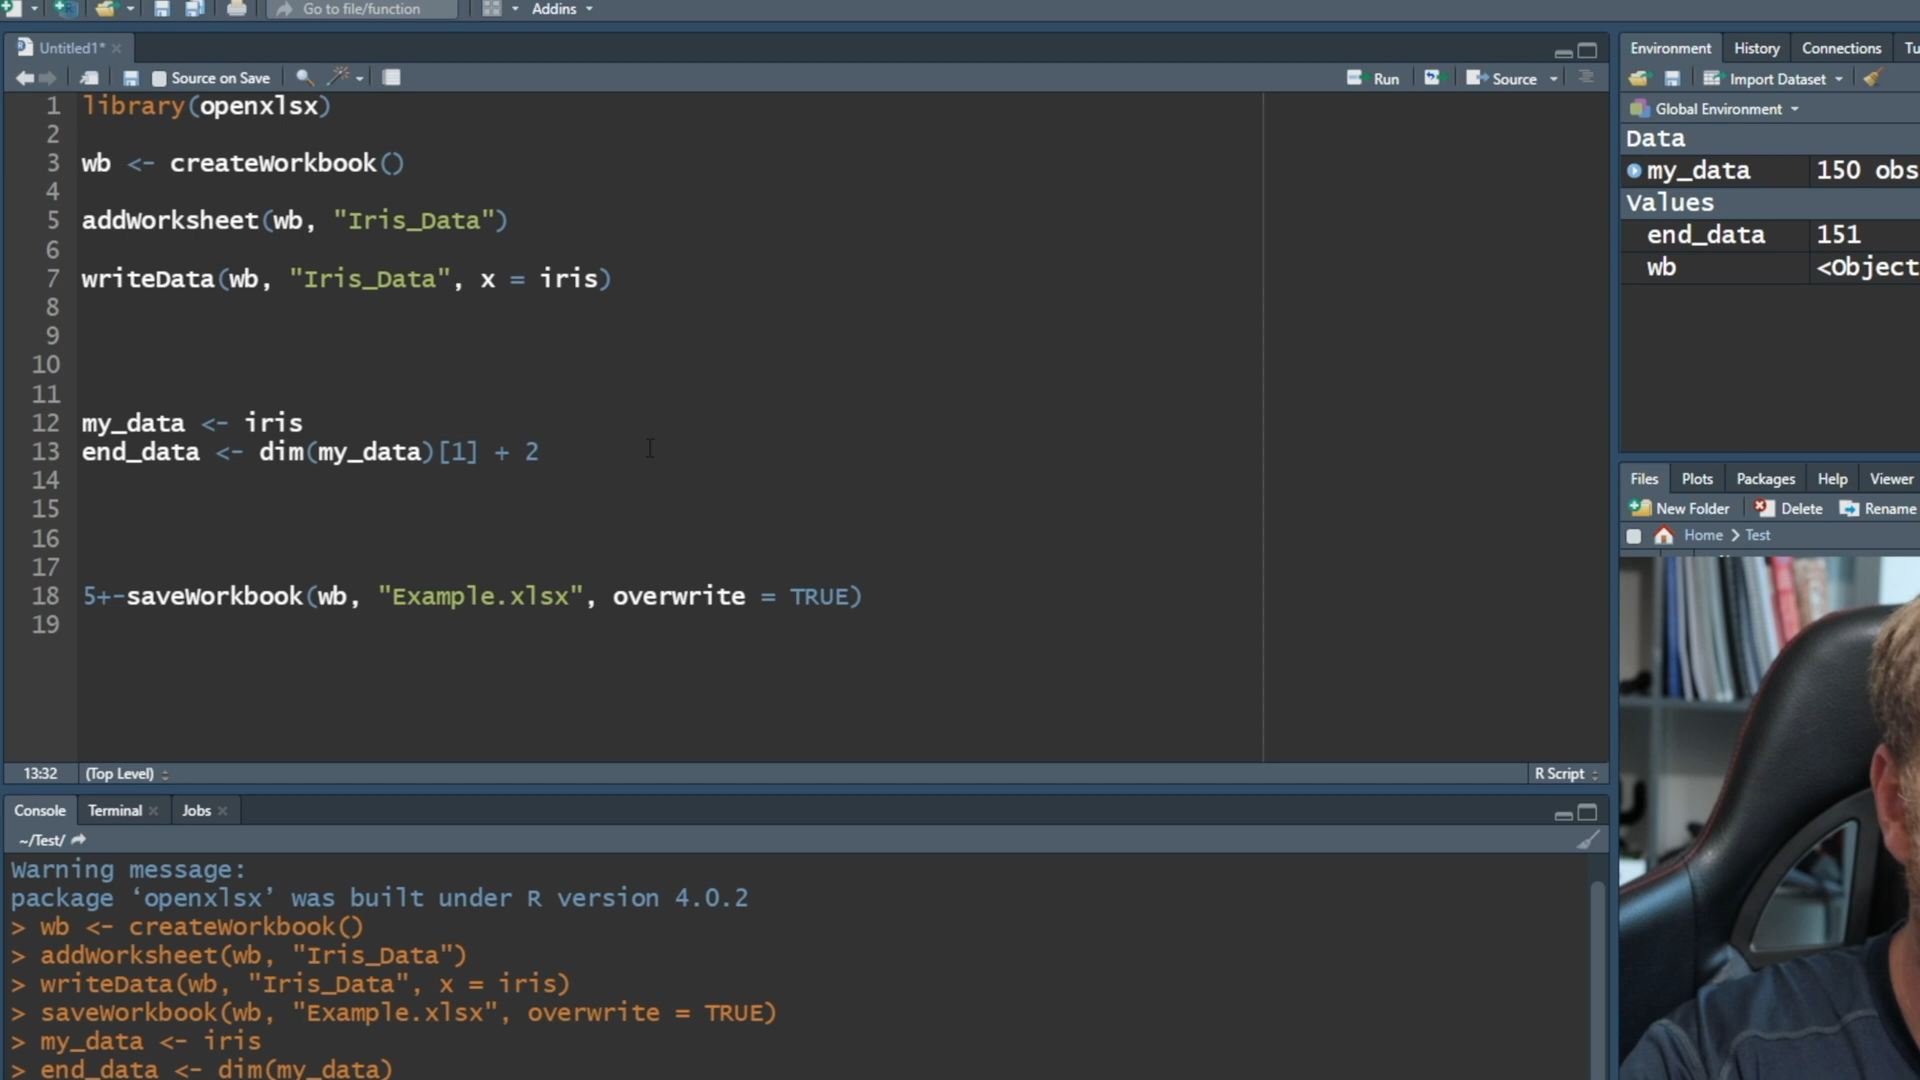 Go to file/function
Addins
Untitled1*
Source on Save
Run
Source
1 library(openxlsx)
2
3 wb <- createWorkbook()
4
5 addWorksheet(wb, "Iris_Data")
6
7 writeData(wb, "Iris_Data", x = iris)
8
9
10
11
12 my_data <- iris
13 end_data <- dim(my_data)[1] + 2
14
15
16
17
18 5+-saveWorkbook(wb, "Example.xlsx", overwrite = TRUE)
19
13:32 (Top Level)
R Script
Console Terminal Jobs
~/Test/
Warning message:
package ‘openxlsx’ was built under R version 4.0.2
> wb <- createWorkbook()
> addWorksheet(wb, "Iris_Data")
> writeData(wb, "Iris_Data", x = iris)
> saveWorkbook(wb, "Example.xlsx", overwrite = TRUE)
> my_data <- iris
> end_data <- dim(my_data)
Environment History Connections Tu
Import Dataset
Global Environment
Data
my_data 150 obs
Values
end_data 151
wb <Object
Files Plots Packages Help Viewer
New Folder Delete Rename
Home > Test